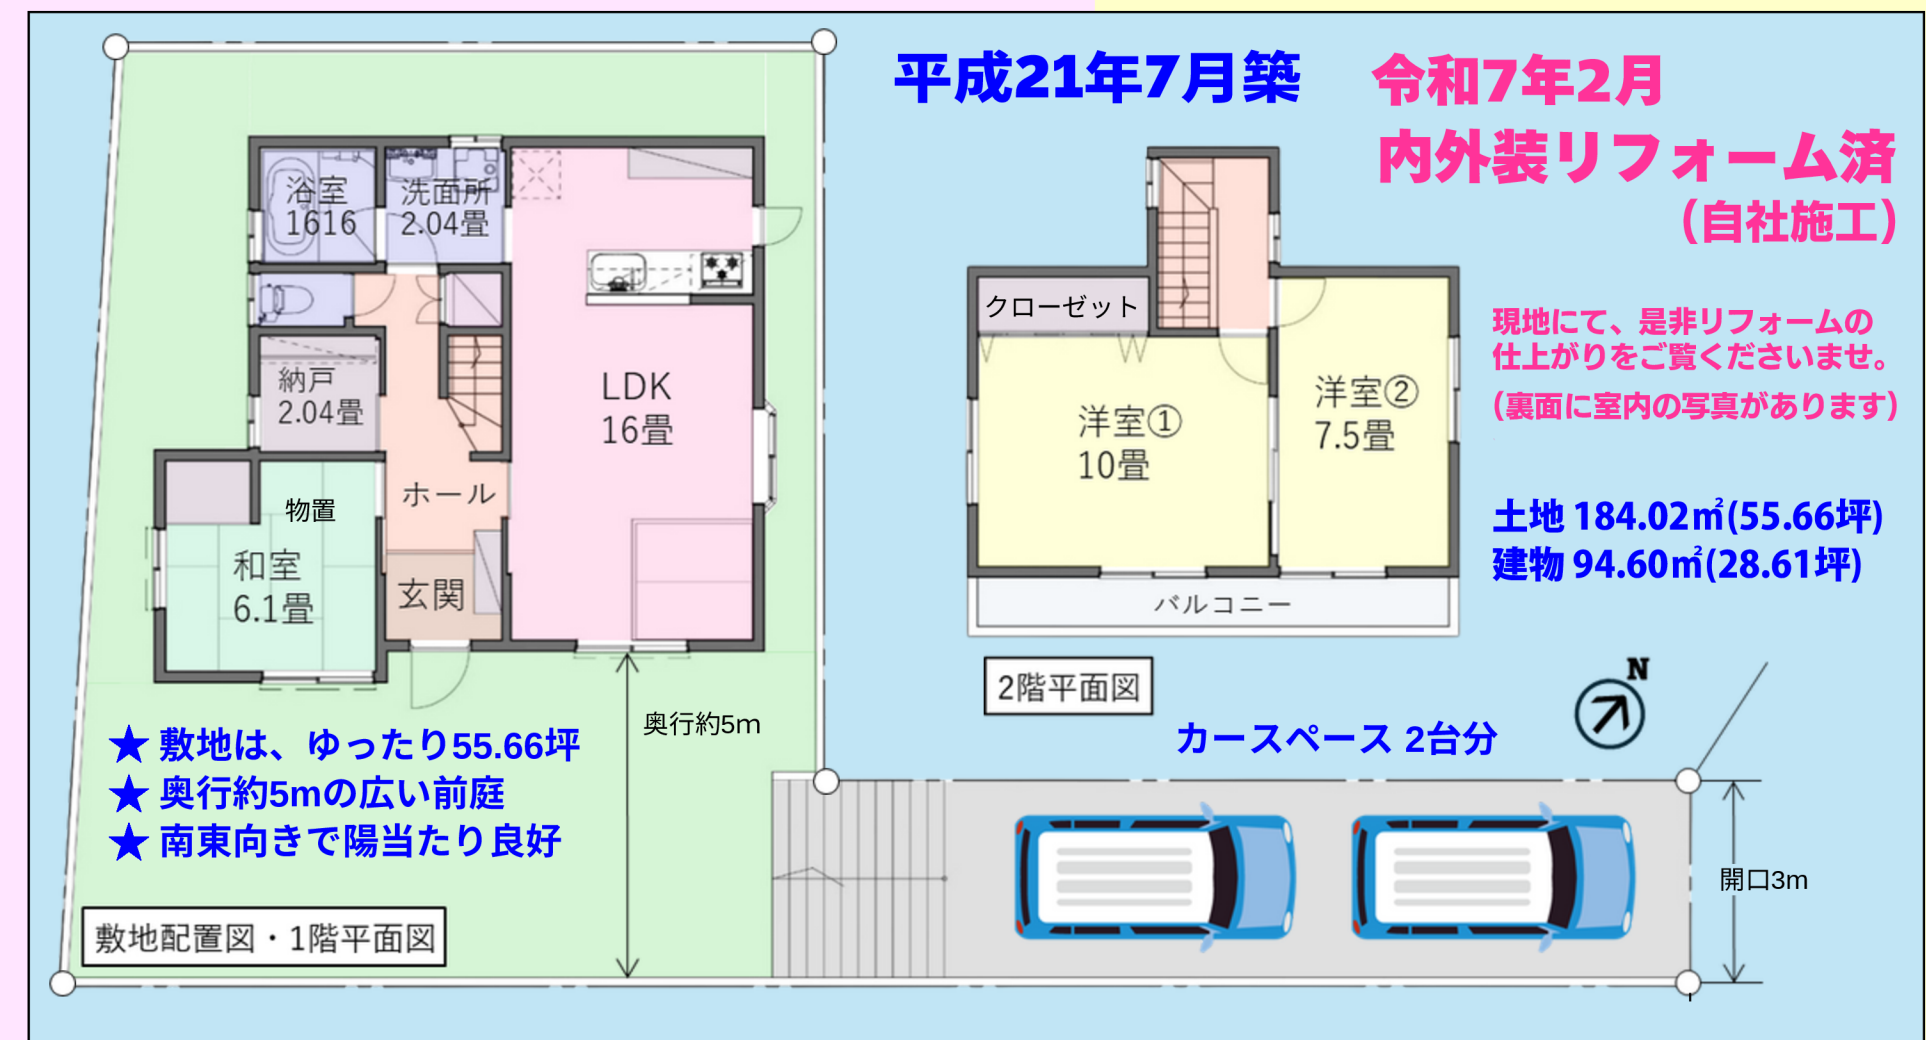 平成21年7月築
令和7年2月
内外装リフォーム済
(自社施工)
現地にて、是非リフォームの
仕上がりをご覧くださいませ。
(裏面に室内の写真があります)
土地 184.02㎡(55.66坪)
建物 94.60㎡(28.61坪)
浴室
1616
洗面所
2.04畳
納戸
2.04畳
LDK
16畳
ホール
物置
和室
6.1畳
玄関
クローゼット
洋室①
10畳
洋室②
7.5畳
バルコニー
2階平面図
N
カースペース 2台分
奥行約5m
★ 敷地は、ゆったり55.66坪
★ 奥行約5mの広い前庭
★ 南東向きで陽当たり良好
開口3m
敷地配置図・1階平面図